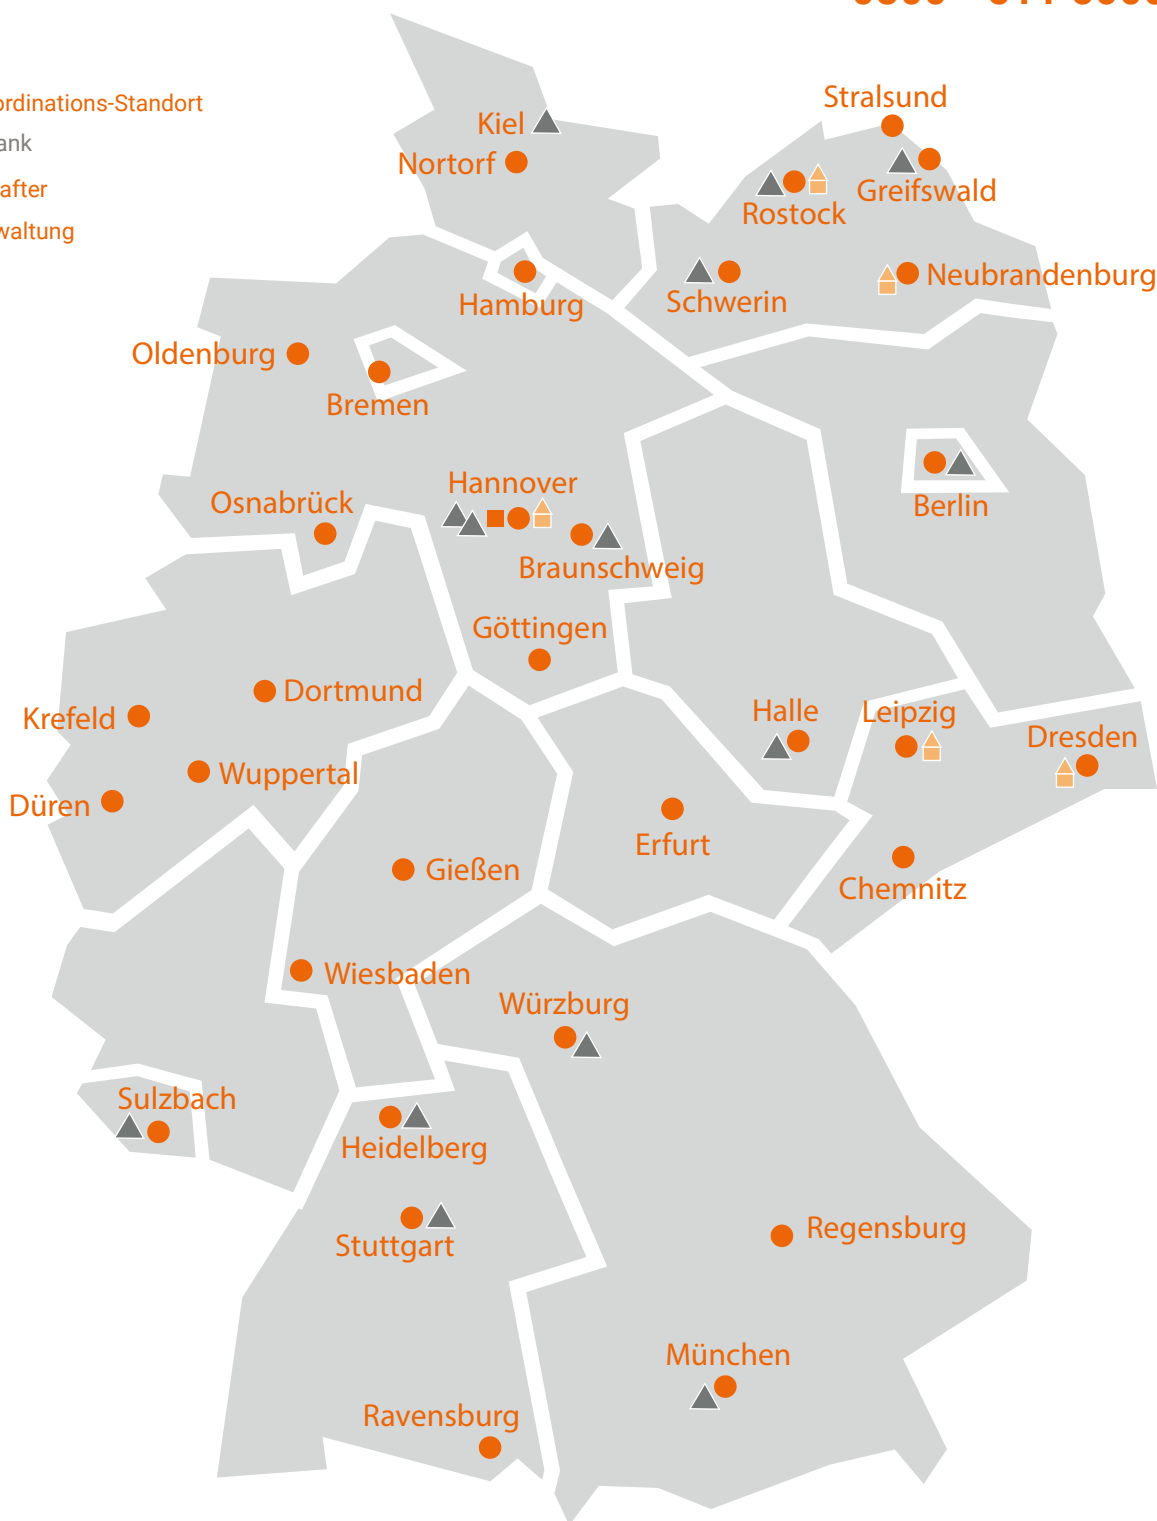 ordinations-Standort
ank
after
waltung
Stralsund
Kiel
Nortorf
Greifswald
Rostock
Neubrandenburg
Schwerin
Hamburg
Oldenburg
Bremen
Hannover
Osnabrück
Berlin
Braunschweig
Göttingen
Dortmund
Krefeld
Halle
Leipzig
Dresden
Wuppertal
Düren
Erfurt
Gießen
Chemnitz
Wiesbaden
Würzburg
Sulzbach
Heidelberg
Stuttgart
Regensburg
München
Ravensburg